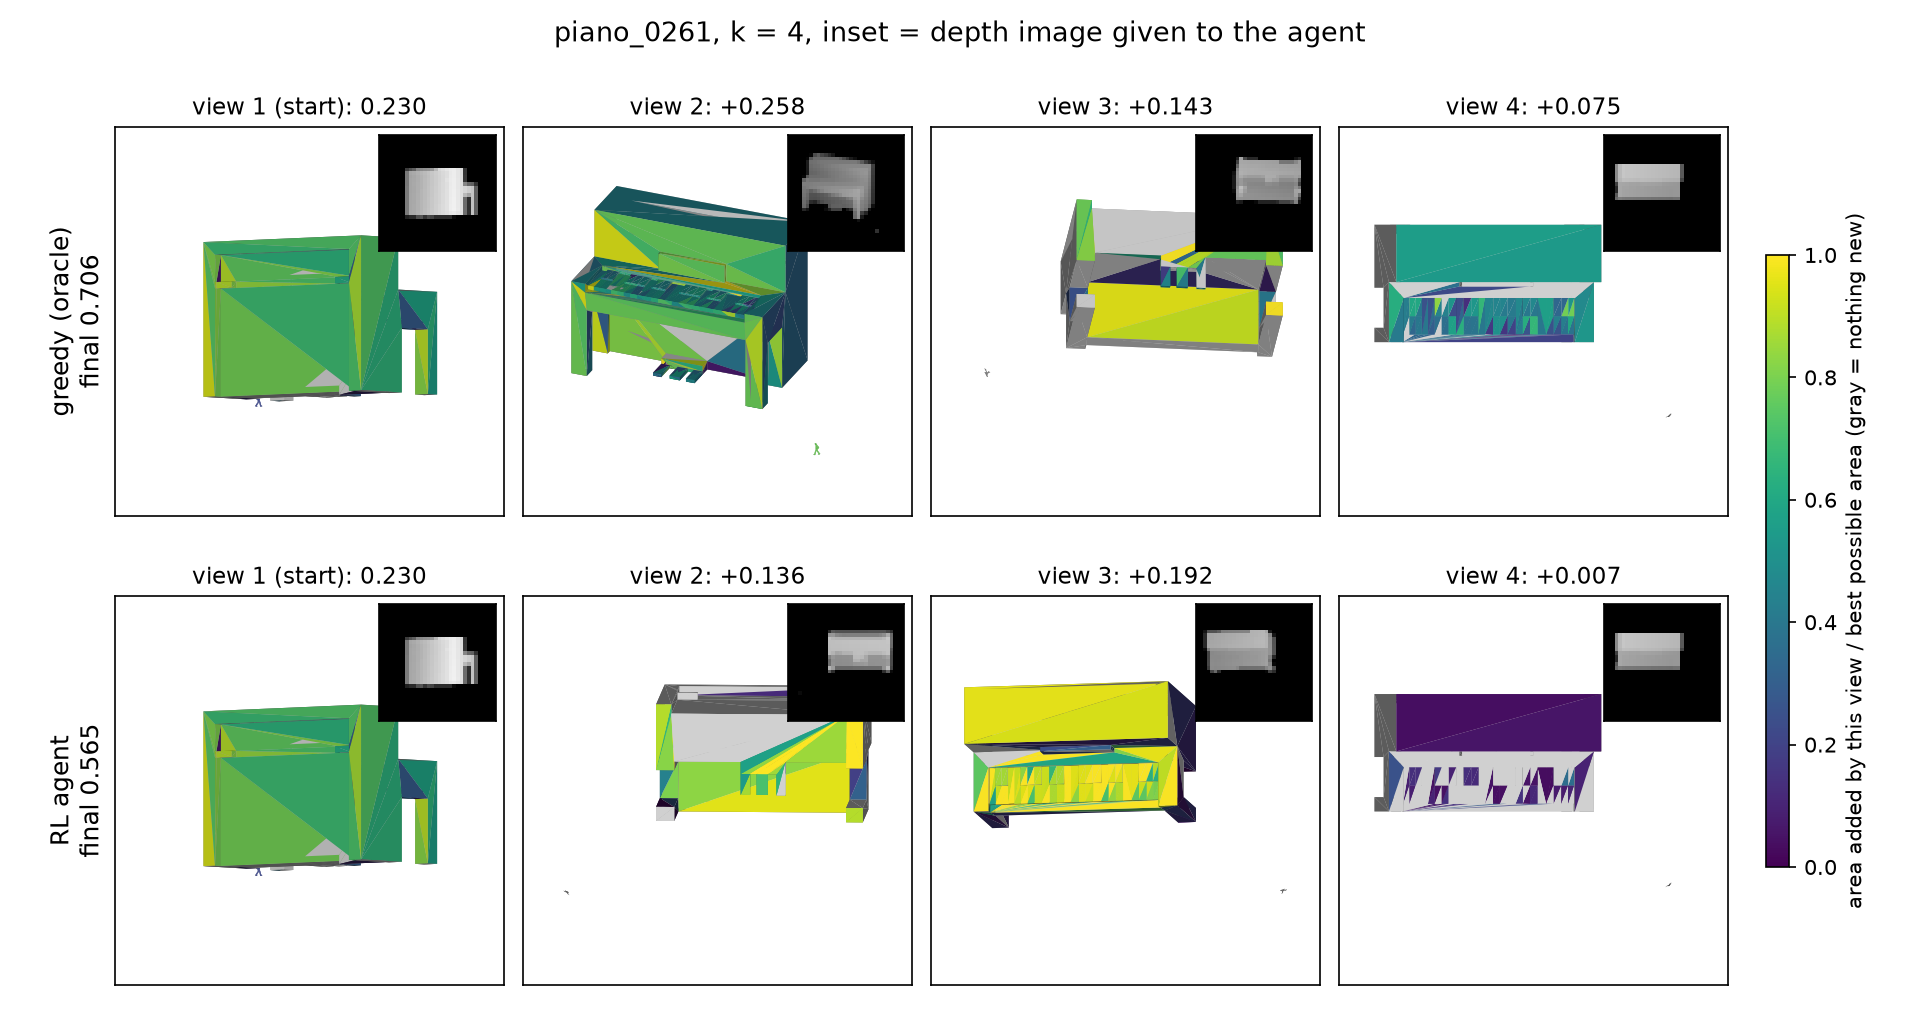 piano_0261, k = 4, inset = depth image given to the agent
view 1 (start): 0.230
view 2: +0.258
view 3: +0.143
view 4: +0.075
greedy (oracle)
final 0.706
view 1 (start): 0.230
view 2: +0.136
view 3: +0.192
view 4: +0.007
RL agent
final 0.565
1.0
0.8
0.6
0.4
0.2
0.0
area added by this view / best possible area (gray = nothing new)